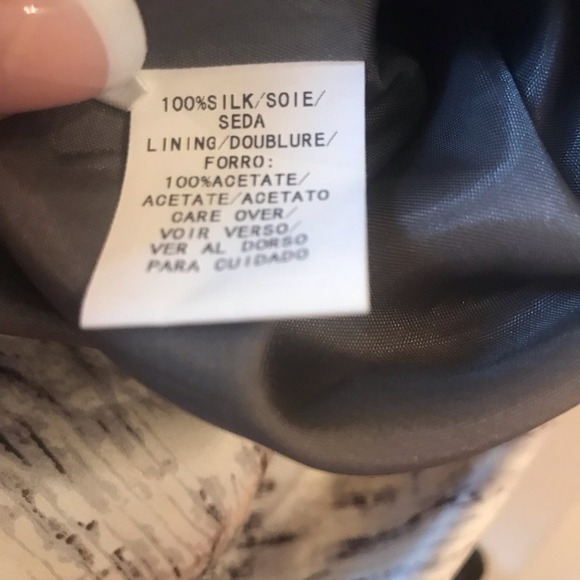 100%SILK/SOIE/
SEDA
LINING/DOUBLURE/
FORRO:
100%ACETATE/
ACETATE/ACETATO
CARE OVER/
VOIR VERSO/
VER AL DORSO
PARA CUIDADO